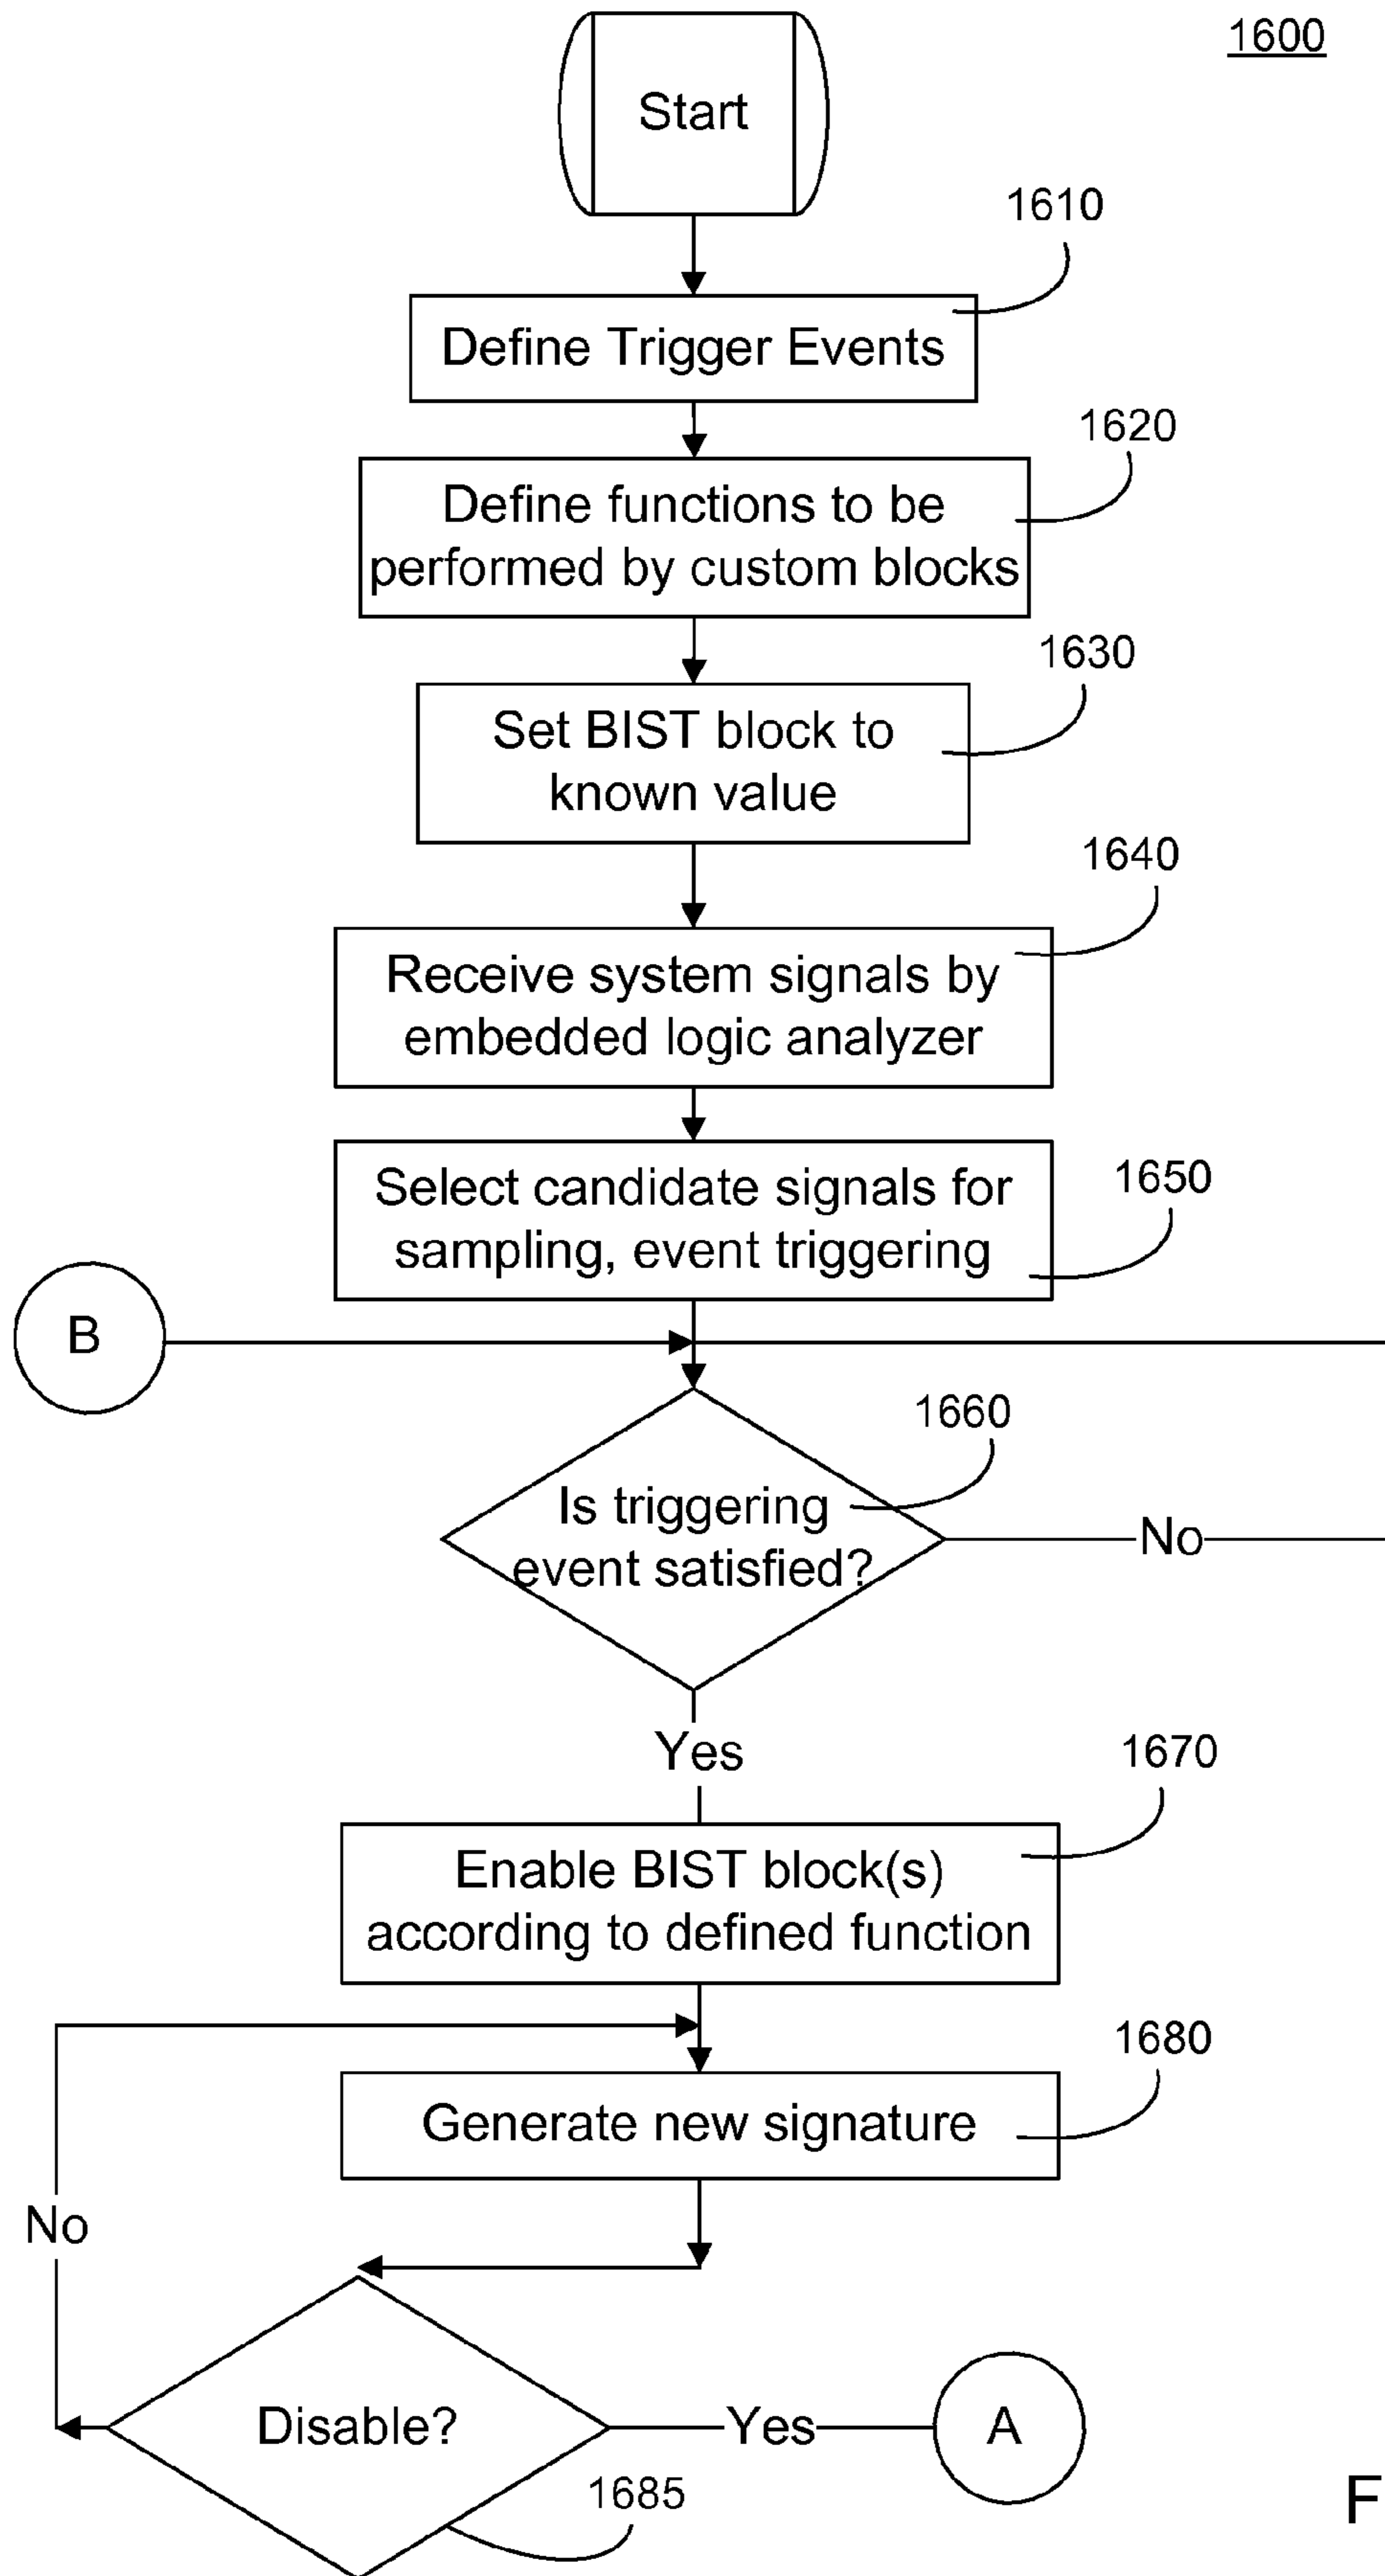 1600
Start
1610
Define Trigger Events
1620
Define functions to be
performed by custom blocks
1630
Set BIST block to
known value
1640
Receive system signals by
embedded logic analyzer
1650
Select candidate signals for
sampling, event triggering
B
1660
Is triggering
event satisfied?
No
Yes
1670
Enable BIST block(s)
according to defined function
1680
Generate new signature
No
Disable?
Yes
A
1685
F